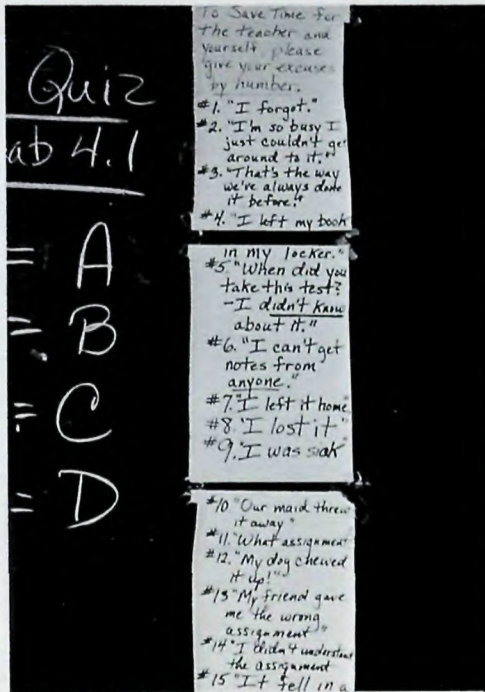 Quiz
ab 4.1
= A
= B
= C
= D
To Save Time for
the teacher and
yourself please
give your excuses
by number.
#1. "I forgot."
#2. "I'm so busy I
just couldn't get
around to it."
#3. "That's the way
we've always done
it before."
#4. "I left my book
in my locker."
#5. "When did you
take this test?
-I didn't know
about it."
#6. "I can't get
notes from
anyone."
#7. "I left it home
#8. "I lost it"
#9. "I was sick"
#10 "Our maid threw
it away"
#11. "What assignment
#12. "My dog chewed
it up!"
#13 "My friend gave
me the wrong
assignment"
#14 "I didn't understand
the assignment
#15 "It fell in a